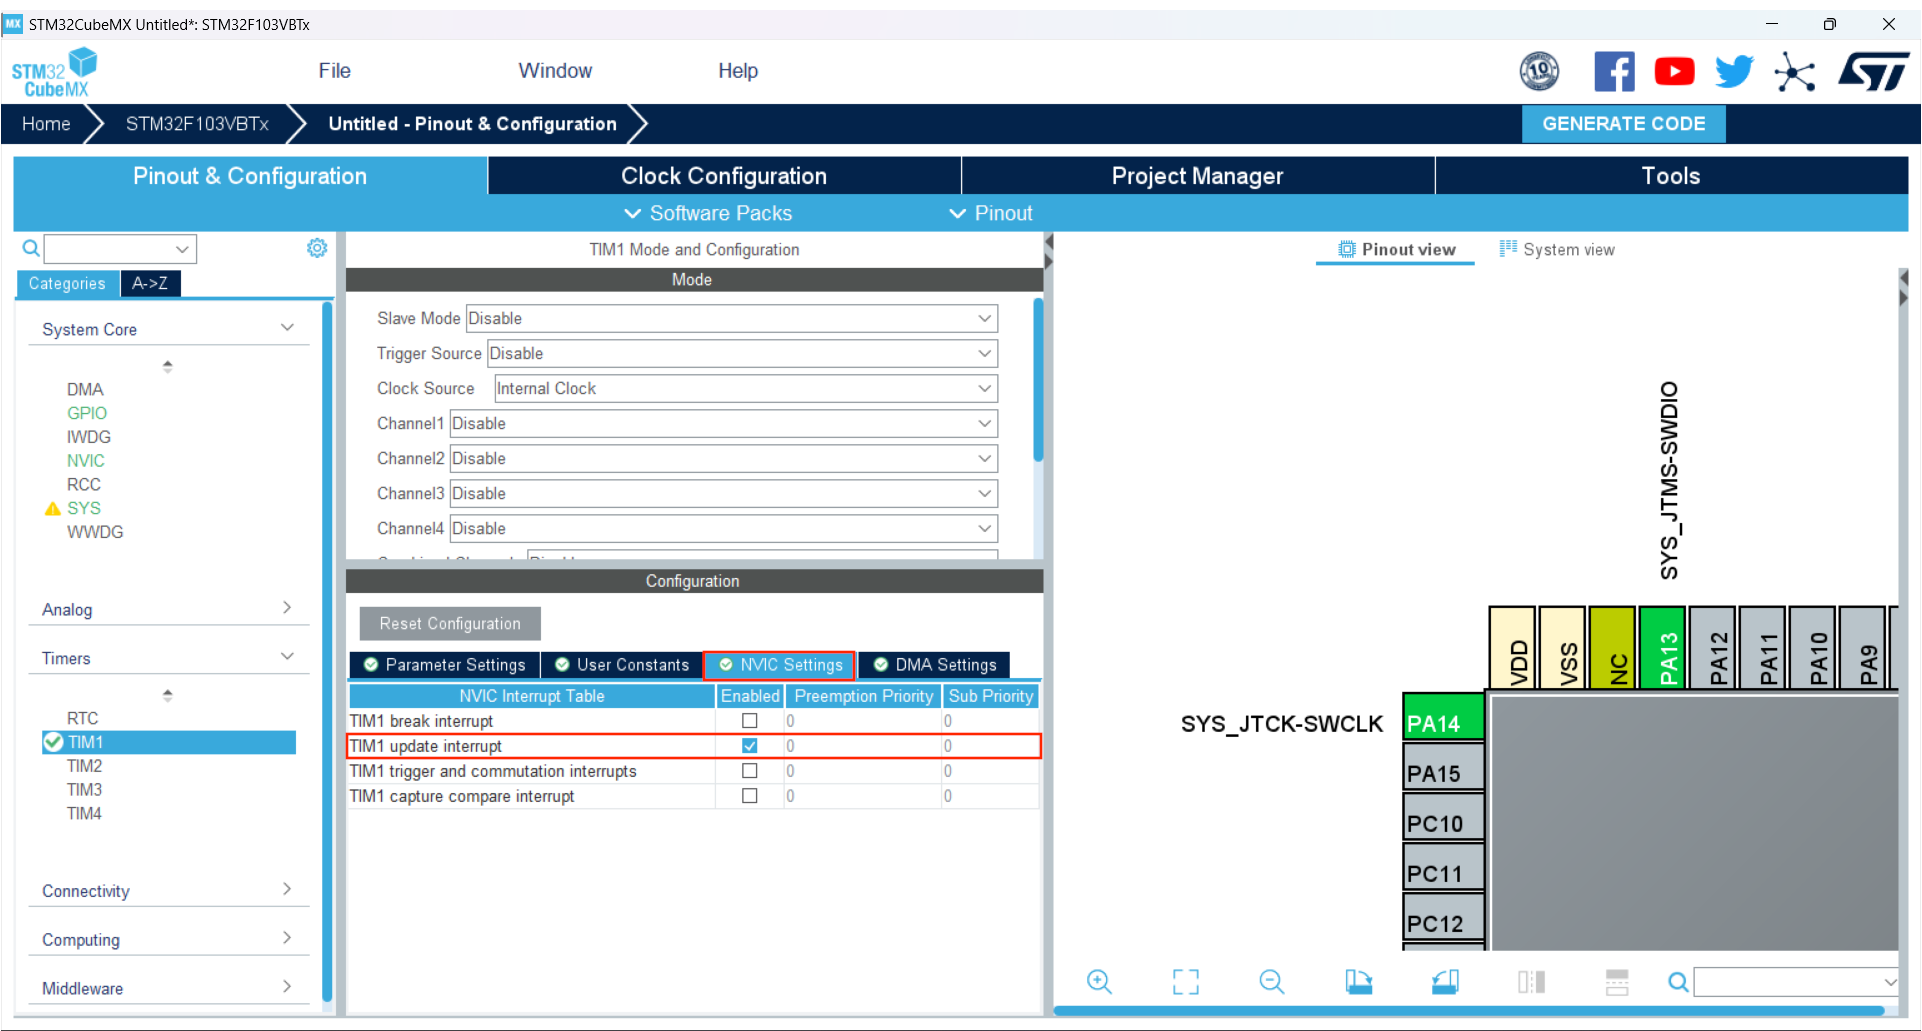 MX STM32CubeMX Untitled*: STM32F103VBTx
STM32
CubeMX
File Window Help
10
Home STM32F103VBTx Untitled - Pinout & Configuration GENERATE CODE
Pinout & Configuration Clock Configuration Project Manager Tools
Software Packs Pinout
TIM1 Mode and Configuration
Pinout view System view
Categories A->Z
Mode
System Core
DMA
GPIO
IWDG
NVIC
RCC
SYS
WWDG
Analog
Timers
RTC
TIM1
TIM2
TIM3
TIM4
Connectivity
Computing
Middleware
Slave Mode Disable
Trigger Source Disable
Clock Source Internal Clock
Channel1 Disable
Channel2 Disable
Channel3 Disable
Channel4 Disable
Configuration
Reset Configuration
Parameter Settings User Constants NVIC Settings DMA Settings
NVIC Interrupt Table Enabled Preemption Priority Sub Priority
TIM1 break interrupt 0 0
TIM1 update interrupt 0 0
TIM1 trigger and commutation interrupts 0 0
TIM1 capture compare interrupt 0 0
SYS_JTMS-SWDIO
VDD
VSS
NC
PA13
PA12
PA11
PA10
PA9
SYS_JTCK-SWCLK PA14
PA15
PC10
PC11
PC12